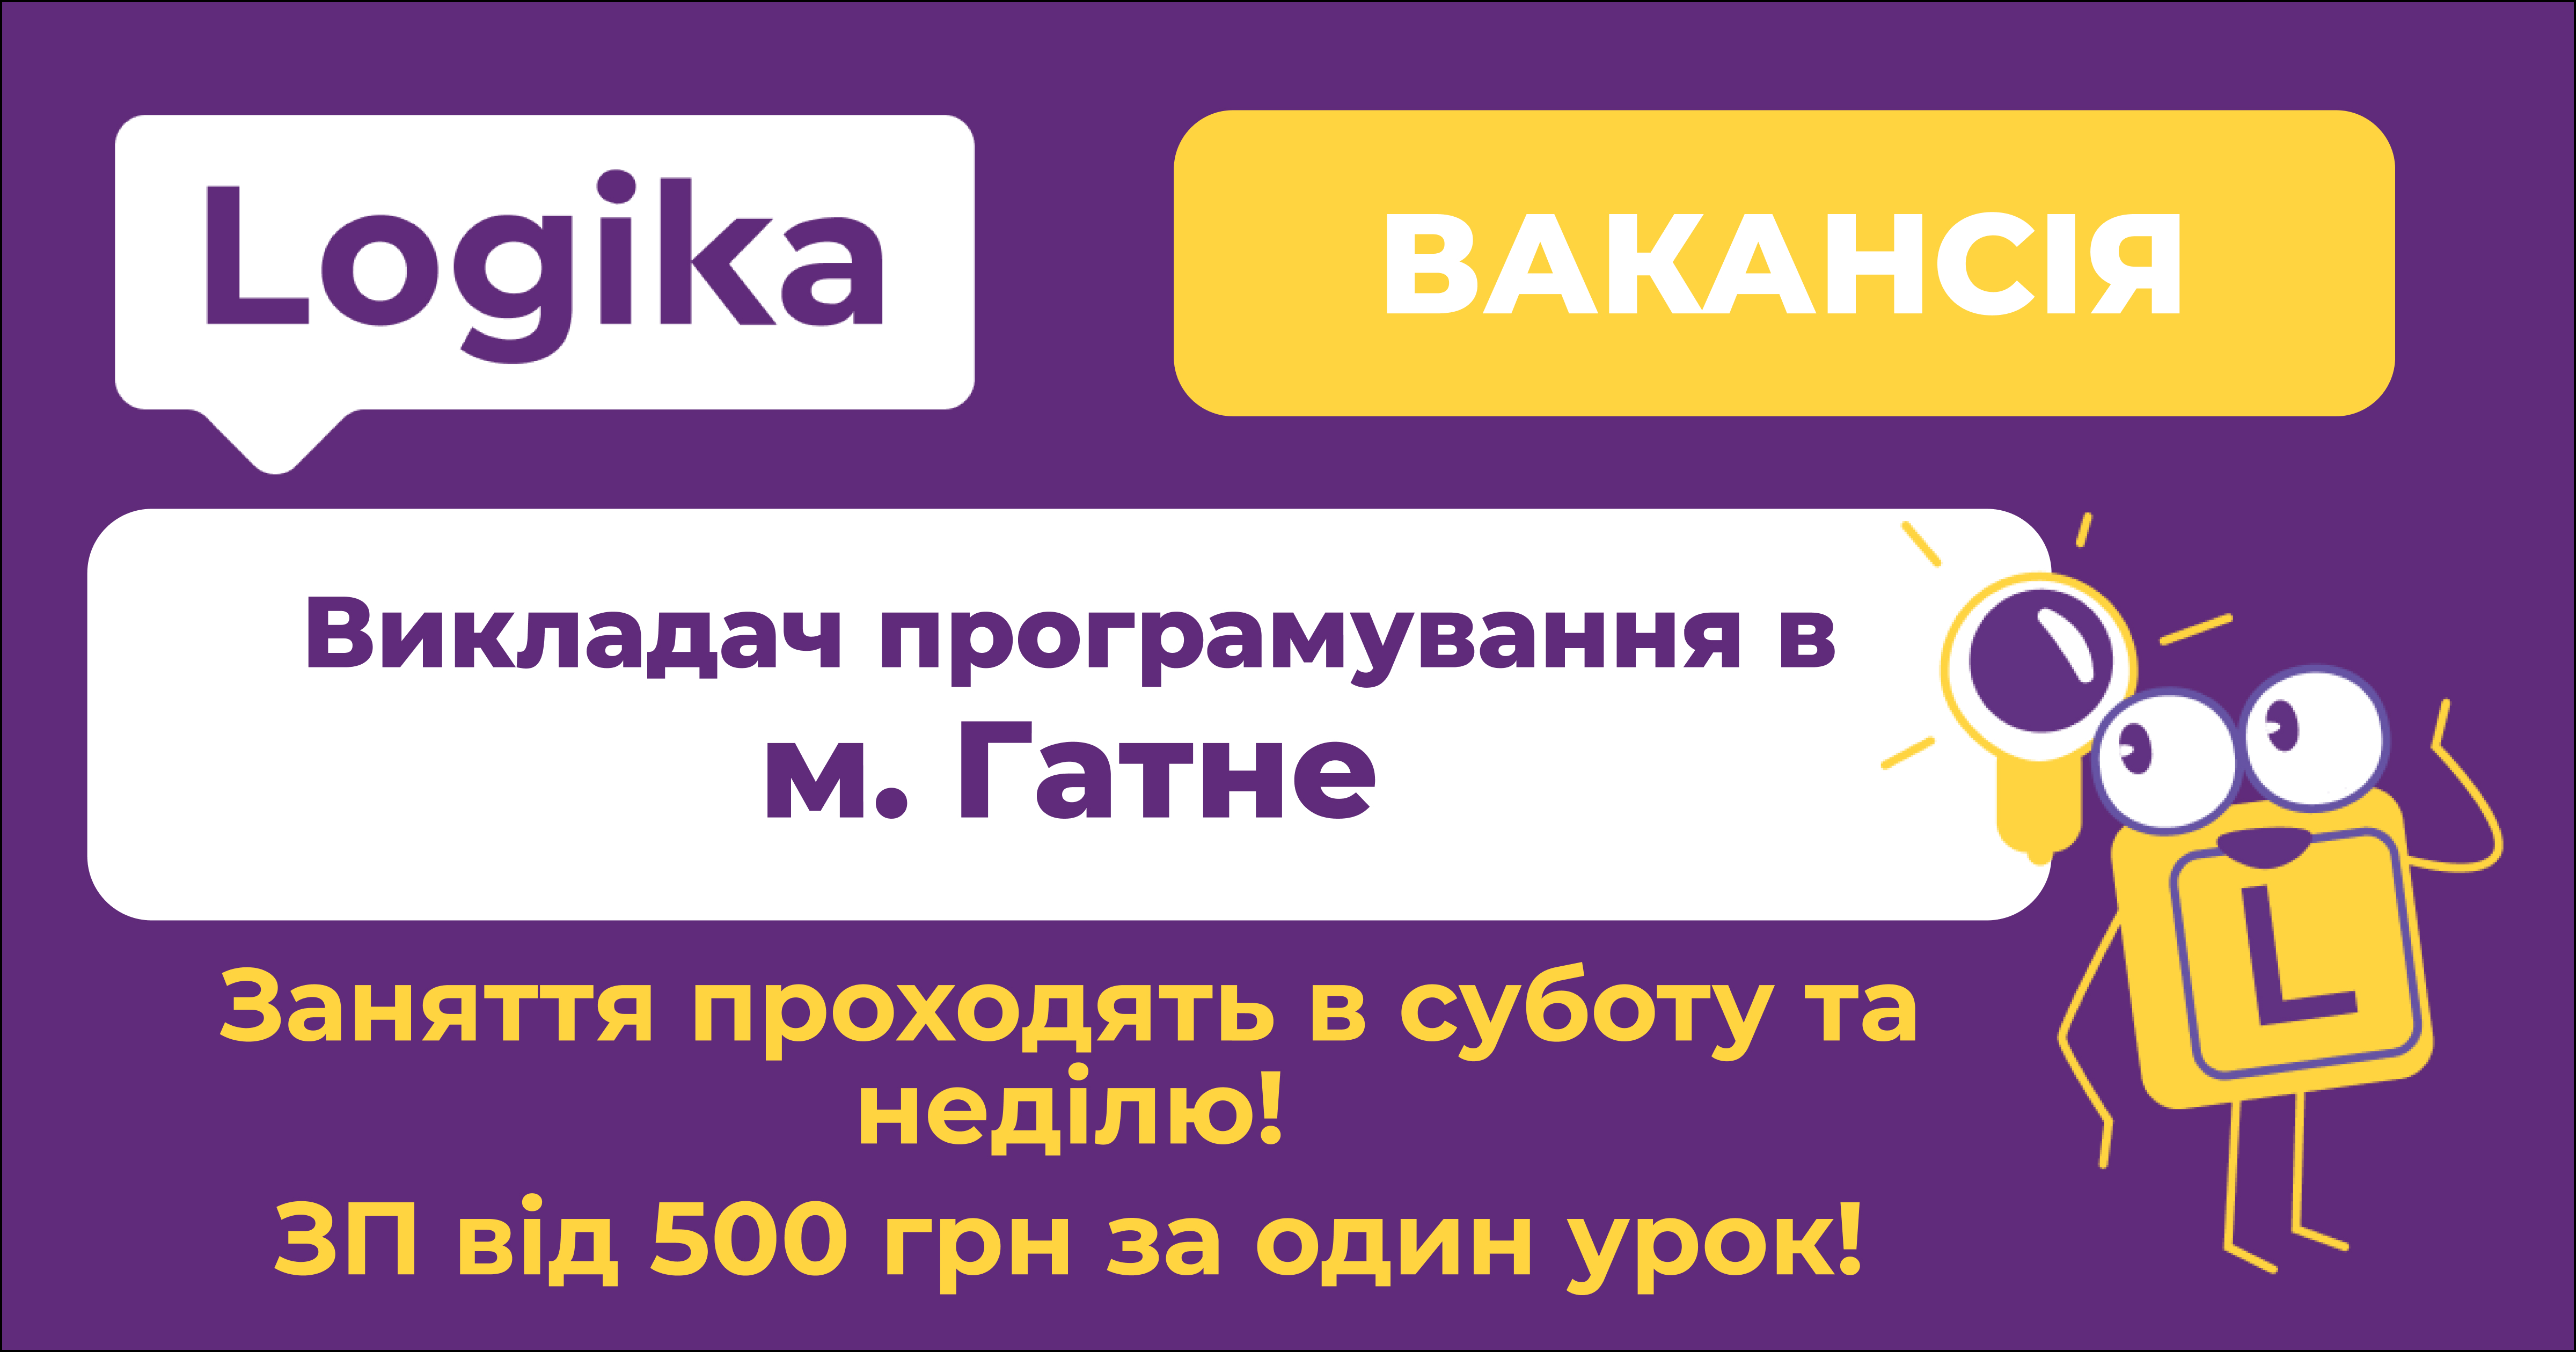 Logika
ВАКАНСІЯ
Викладач програмування в
м. Гатне
Заняття проходять в суботу та
неділю!
ЗП від 500 грн за один урок!
L